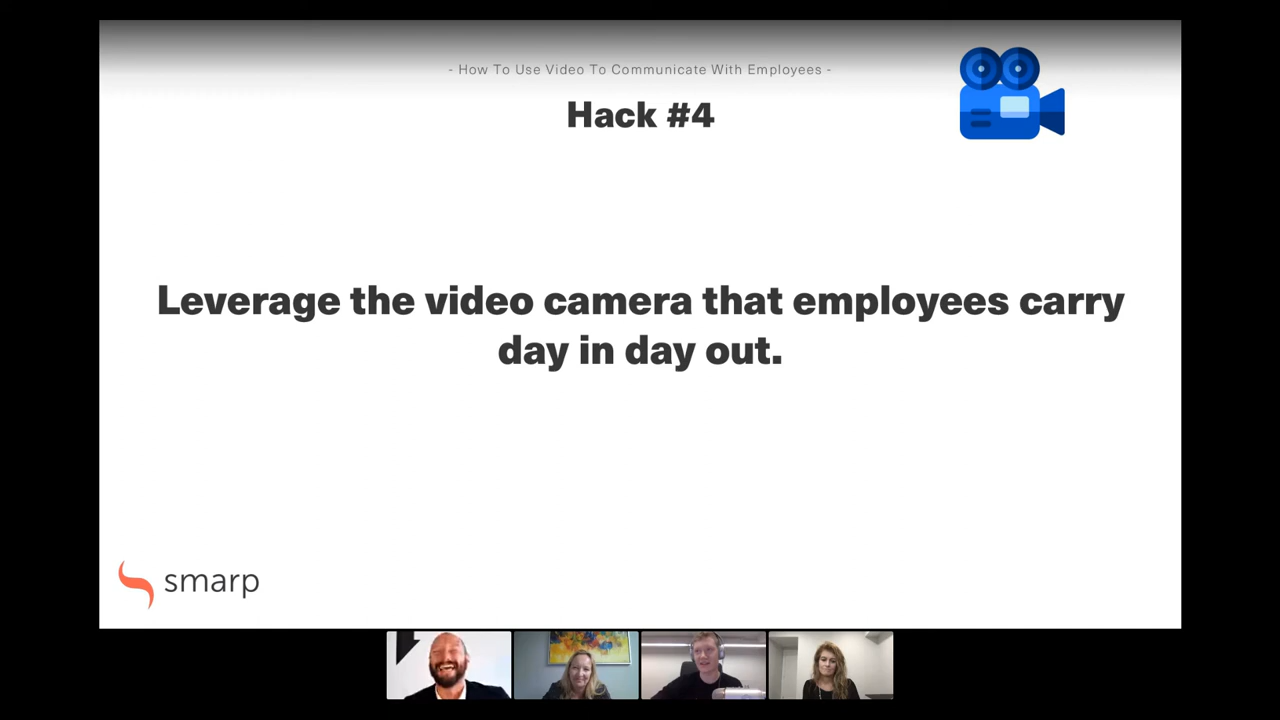 - How To Use Video To Communicate With Employees -
Hack #4
Leverage the video camera that employees carry
day in day out.
smarp